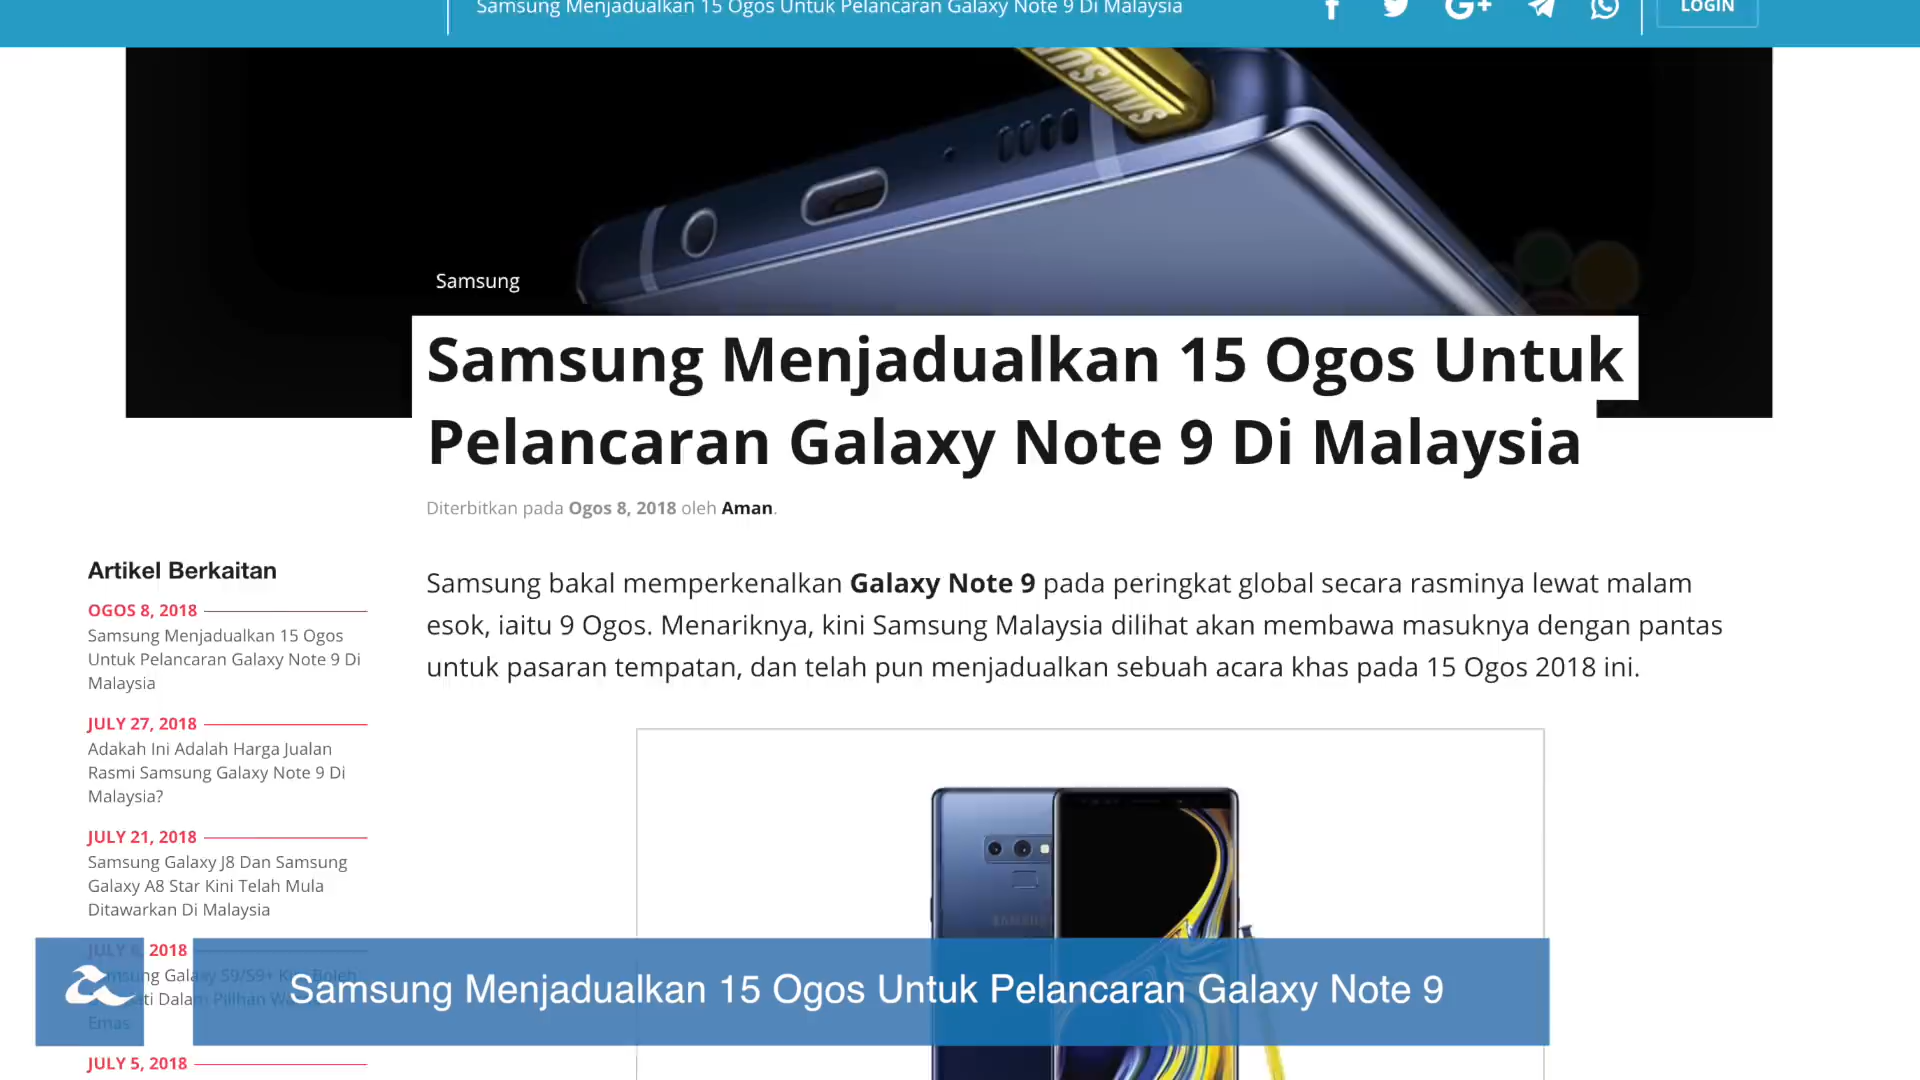 Samsung Menjadualkan 15 Ogos Untuk Pelancaran Galaxy Note 9 Di Malaysia
LOGIN
SAMSUNG
Samsung
Samsung Menjadualkan 15 Ogos Untuk
Pelancaran Galaxy Note 9 Di Malaysia
Diterbitkan pada Ogos 8, 2018 oleh Aman.
Samsung bakal memperkenalkan Galaxy Note 9 pada peringkat global secara rasminya lewat malam
esok, iaitu 9 Ogos. Menariknya, kini Samsung Malaysia dilihat akan membawa masuknya dengan pantas
untuk pasaran tempatan, dan telah pun menjadualkan sebuah acara khas pada 15 Ogos 2018 ini.
Artikel Berkaitan
OGOS 8, 2018
Samsung Menjadualkan 15 Ogos
Untuk Pelancaran Galaxy Note 9 Di
Malaysia
JULY 27, 2018
Adakah Ini Adalah Harga Jualan
Rasmi Samsung Galaxy Note 9 Di
Malaysia?
JULY 21, 2018
Samsung Galaxy J8 Dan Samsung
Galaxy A8 Star Kini Telah Mula
Ditawarkan Di Malaysia
JULY 6, 2018
Galaxy S9/S9+ Kini Boleh
Dalam Pilihan
Emas
JULY 5, 2018
SAMSUNG
Samsung Menjadualkan 15 Ogos Untuk Pelancaran Galaxy Note 9